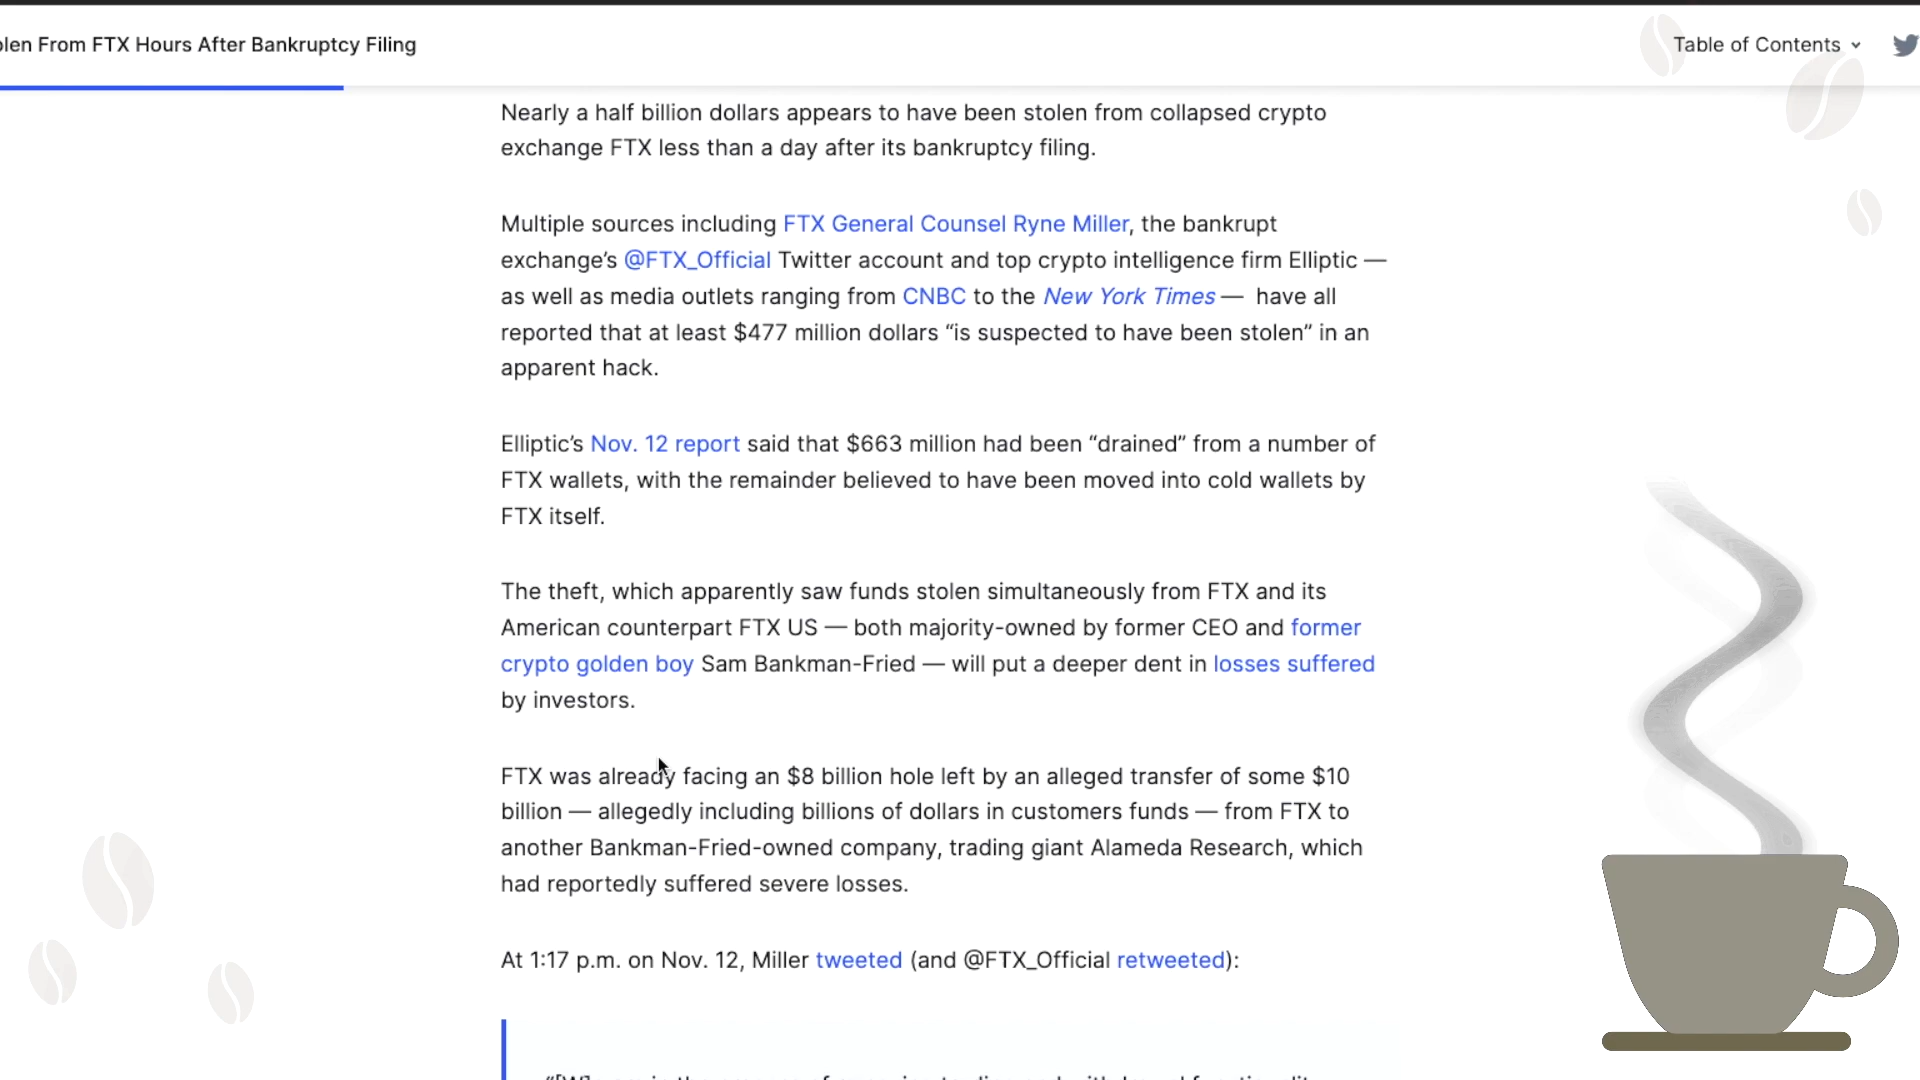 olen From FTX Hours After Bankruptcy Filing
Table of Contents
Nearly a half billion dollars appears to have been stolen from collapsed crypto
exchange FTX less than a day after its bankruptcy filing.
Multiple sources including FTX General Counsel Ryne Miller, the bankrupt
exchange’s @FTX_Official Twitter account and top crypto intelligence firm Elliptic —
as well as media outlets ranging from CNBC to the New York Times —  have all
reported that at least $477 million dollars “is suspected to have been stolen” in an
apparent hack.
Elliptic’s Nov. 12 report said that $663 million had been “drained” from a number of
FTX wallets, with the remainder believed to have been moved into cold wallets by
FTX itself.
The theft, which apparently saw funds stolen simultaneously from FTX and its
American counterpart FTX US — both majority-owned by former CEO and former
crypto golden boy Sam Bankman-Fried — will put a deeper dent in losses suffered
by investors.
FTX was already facing an $8 billion hole left by an alleged transfer of some $10
billion — allegedly including billions of dollars in customers funds — from FTX to
another Bankman-Fried-owned company, trading giant Alameda Research, which
had reportedly suffered severe losses.
At 1:17 p.m. on Nov. 12, Miller tweeted (and @FTX_Official retweeted):